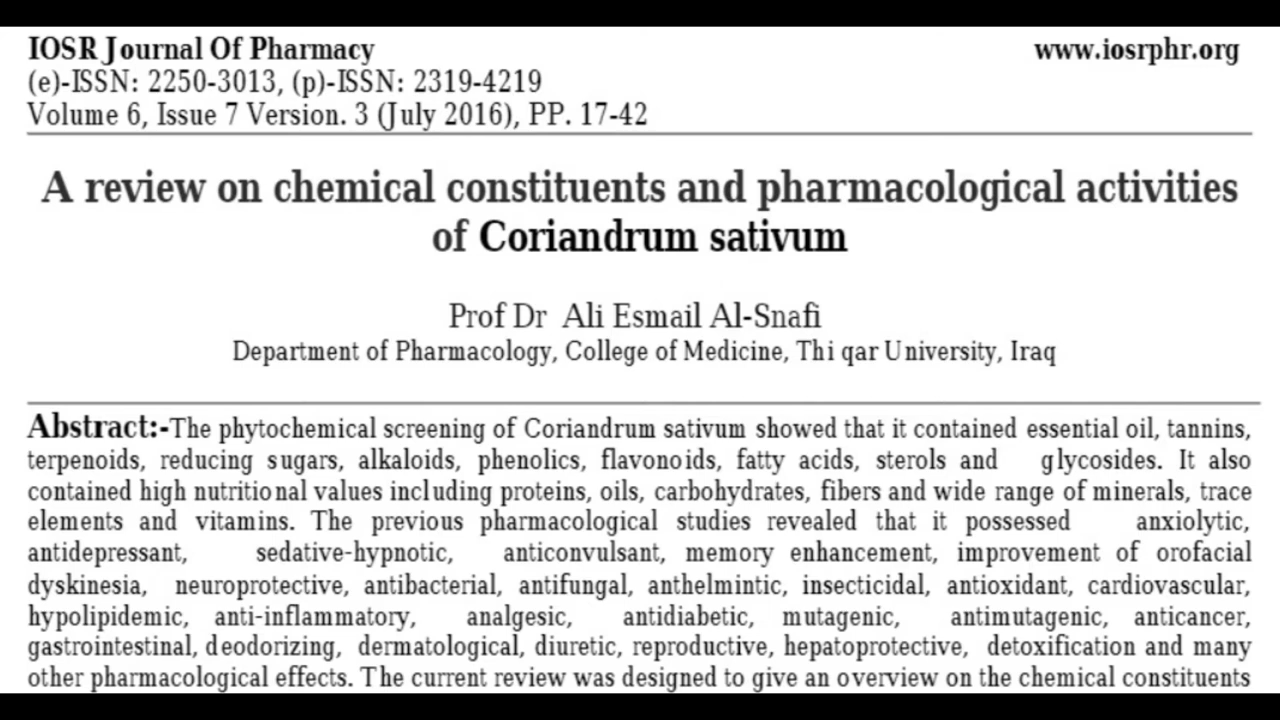 IOSR Journal Of Pharmacy www.iosrphr.org
(e)-ISSN: 2250-3013, (p)-ISSN: 2319-4219
Volume 6, Issue 7 Version. 3 (July 2016), PP. 17-42
A review on chemical constituents and pharmacological activities
of Coriandrum sativum
Prof Dr Ali Esmail Al-Snafi
Department of Pharmacology, College of Medicine, Thi qar University, Iraq
Abstract:-The phytochemical screening of Coriandrum sativum showed that it contained essential oil, tannins,
terpenoids, reducing sugars, alkaloids, phenolics, flavonoids, fatty acids, sterols and glycosides. It also
contained high nutritional values including proteins, oils, carbohydrates, fibers and wide range of minerals, trace
elements and vitamins. The previous pharmacological studies revealed that it possessed anxiolytic,
antidepressant, sedative-hypnotic, anticonvulsant, memory enhancement, improvement of orofacial
dyskinesia, neuroprotective, antibacterial, antifungal, anthelmintic, insecticidal, antioxidant, cardiovascular,
hypolipidemic, anti-inflammatory, analgesic, antidiabetic, mutagenic, antimutagenic, anticancer,
gastrointestinal, deodorizing, dermatological, diuretic, reproductive, hepatoprotective, detoxification and many
other pharmacological effects. The current review was designed to give an overview on the chemical constituents